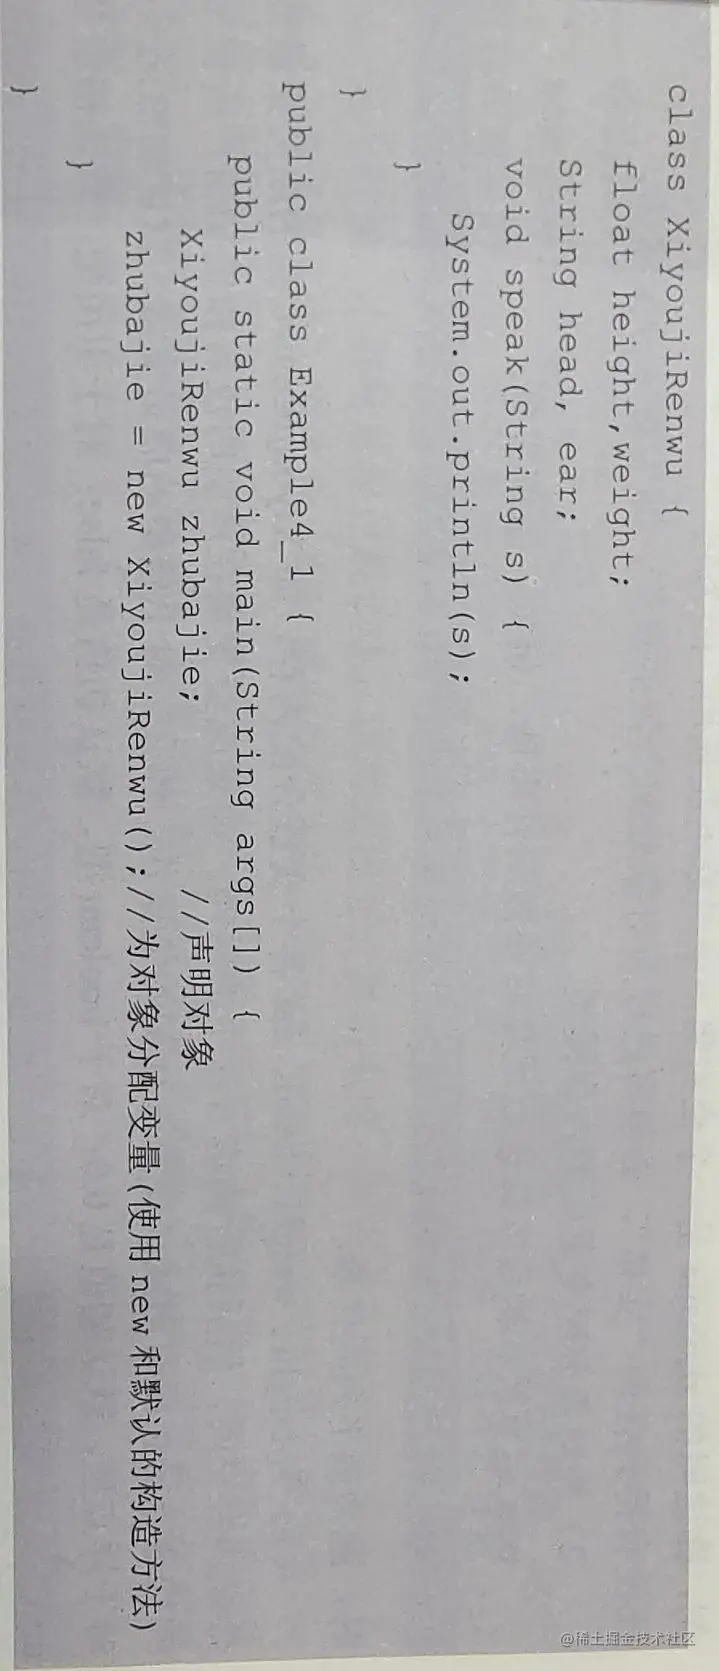 class XiyoujiRenwu {
float height,weight;
String head, ear;
void speak(String s) {
System.out.println(s);
}
}
public class Example4_1 {
public static void main(String args[]) {
XiyoujiRenwu zhubajie; //声明对象
zhubajie = new XiyoujiRenwu();//为对象分配变量(使用 new 和默认的构造方法)
}
}
@稀土掘金技术社区